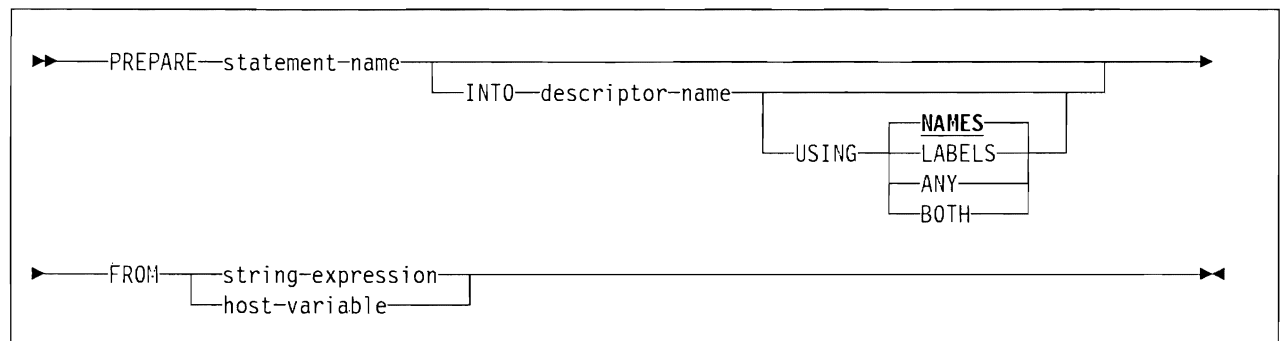 PREPARE statement-name
INTO descriptor-name
NAMES
USING LABELS
ANY
BOTH
FROM string-expression
host-variable